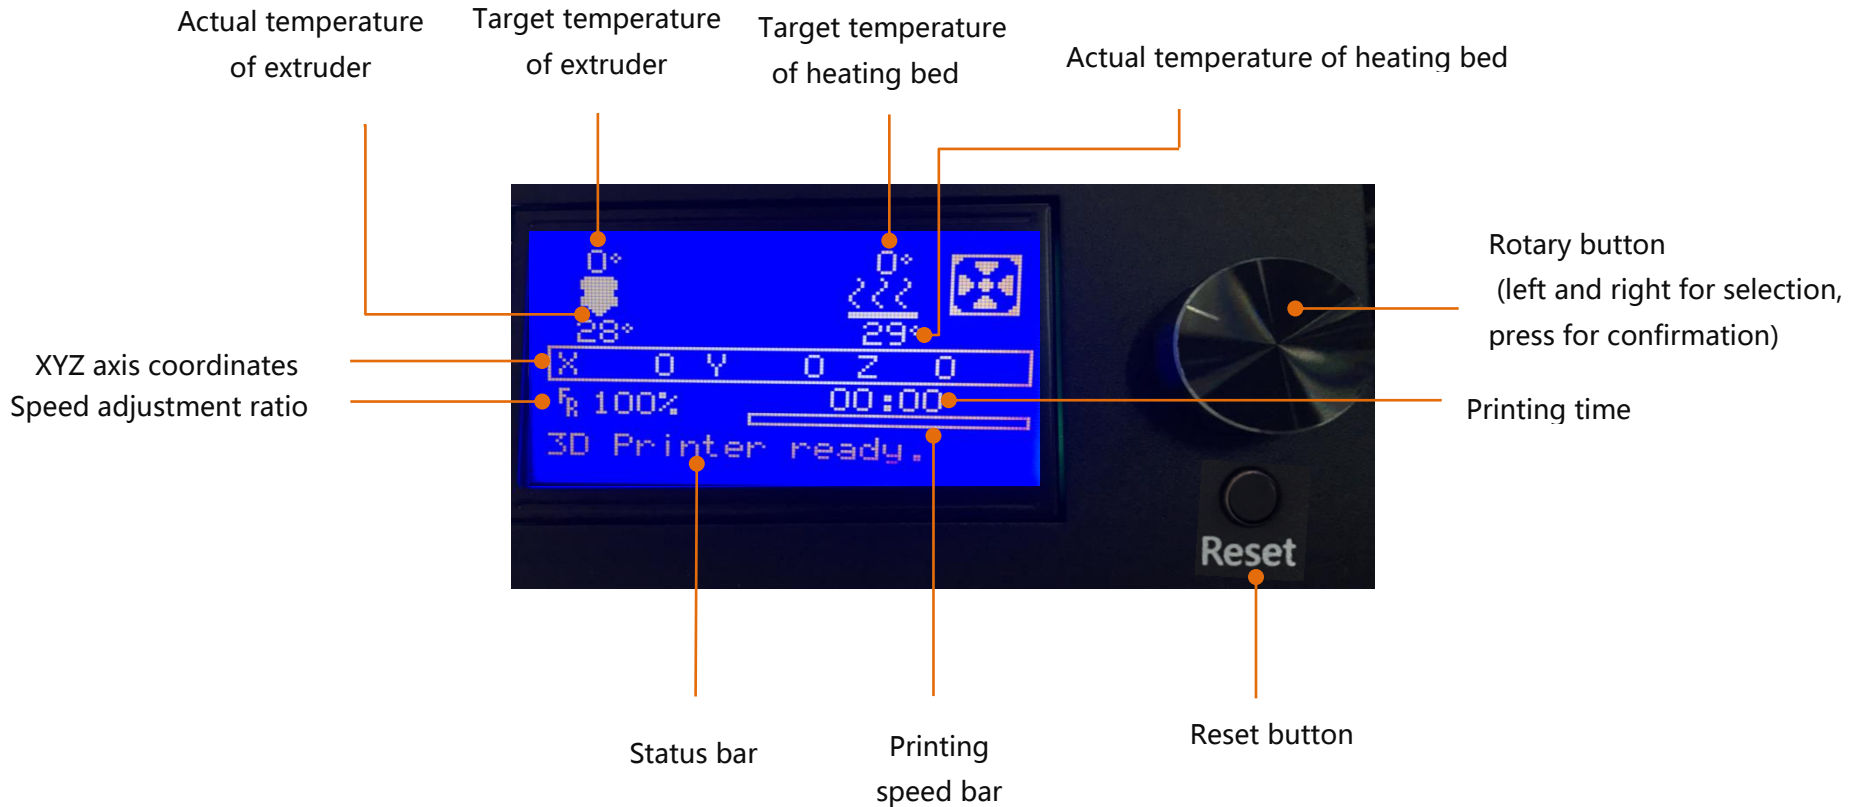 Actual temperature
of extruder
Target temperature
of extruder
Target temperature
of heating bed
Actual temperature of heating bed
0°
0°
28°
29°
X 0 Y 0 Z 0
FR 100% 00:00
3D Printer ready.
Reset
XYZ axis coordinates
Speed adjustment ratio
Rotary button
(left and right for selection,
press for confirmation)
Printing time
Status bar
Printing
speed bar
Reset button